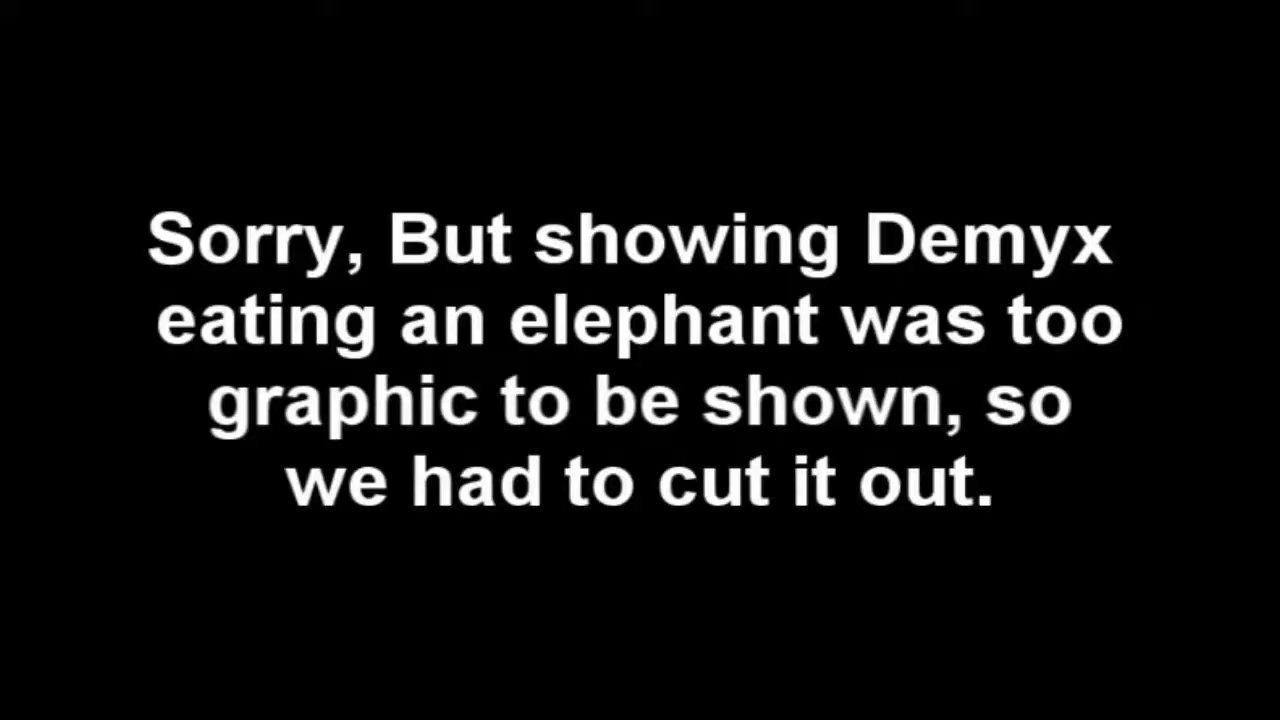 Sorry, But showing Demyx
eating an elephant was too
graphic to be shown, so
we had to cut it out.